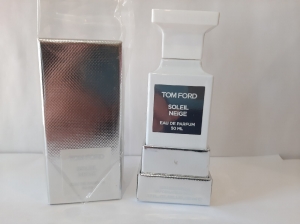 TOM FORD
SOLEIL
NEIGE
EAU DE PARFUM
50 ML